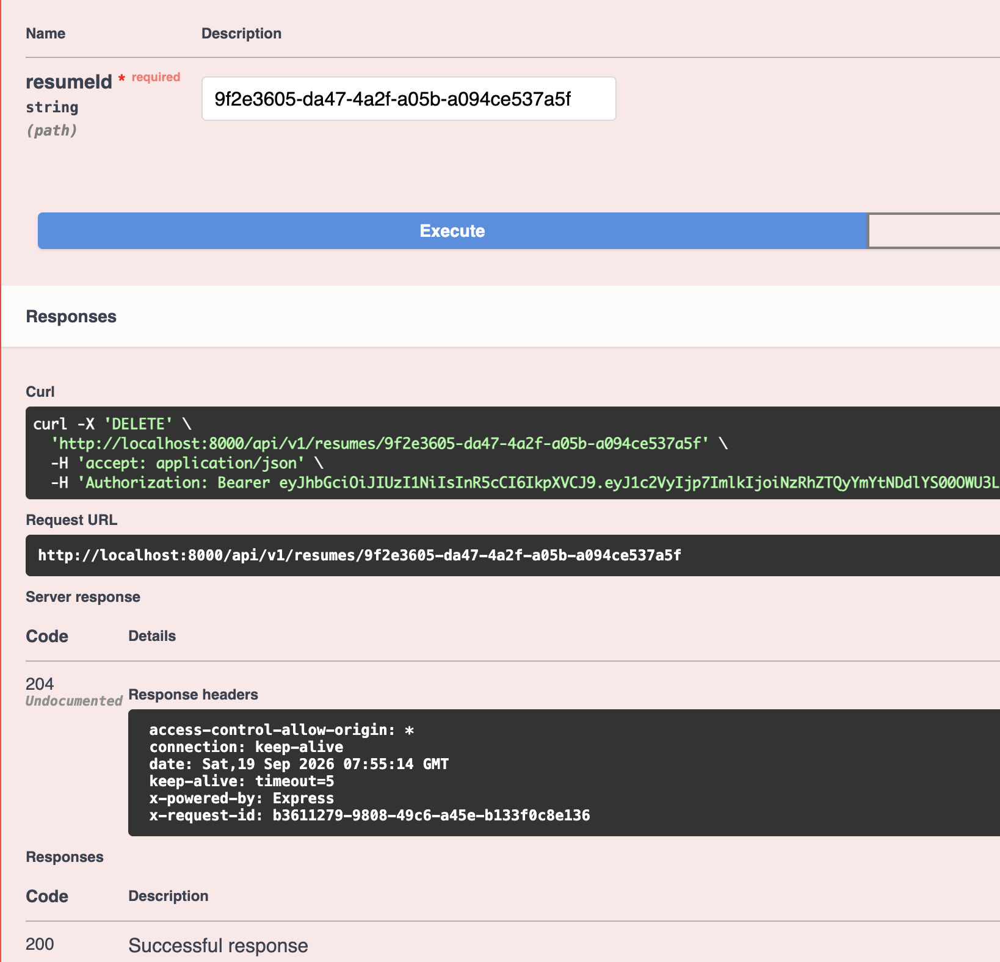 Name Description
resumeId * required
9f2e3605-da47-4a2f-a05b-a094ce537a5f
string
(path)
Execute
Responses
Curl
curl -X 'DELETE' \
'http://localhost:8000/api/v1/resumes/9f2e3605-da47-4a2f-a05b-a094ce537a5f' \
-H 'accept: application/json' \
-H 'Authorization: Bearer eyJhbGciOiJIUzI1NiIsInR5cCI6IkpXVCJ9.eyJ1c2VyIjp7ImlkIjoiNzRhZTQyYmYtNDdlYS00OWU3L
Request URL
http://localhost:8000/api/v1/resumes/9f2e3605-da47-4a2f-a05b-a094ce537a5f
Server response
Code Details
204
Undocumented
Response headers
access-control-allow-origin: *
connection: keep-alive
date: Sat,19 Sep 2026 07:55:14 GMT
keep-alive: timeout=5
x-powered-by: Express
x-request-id: b3611279-9808-49c6-a45e-b133f0c8e136
Responses
Code Description
200 Successful response